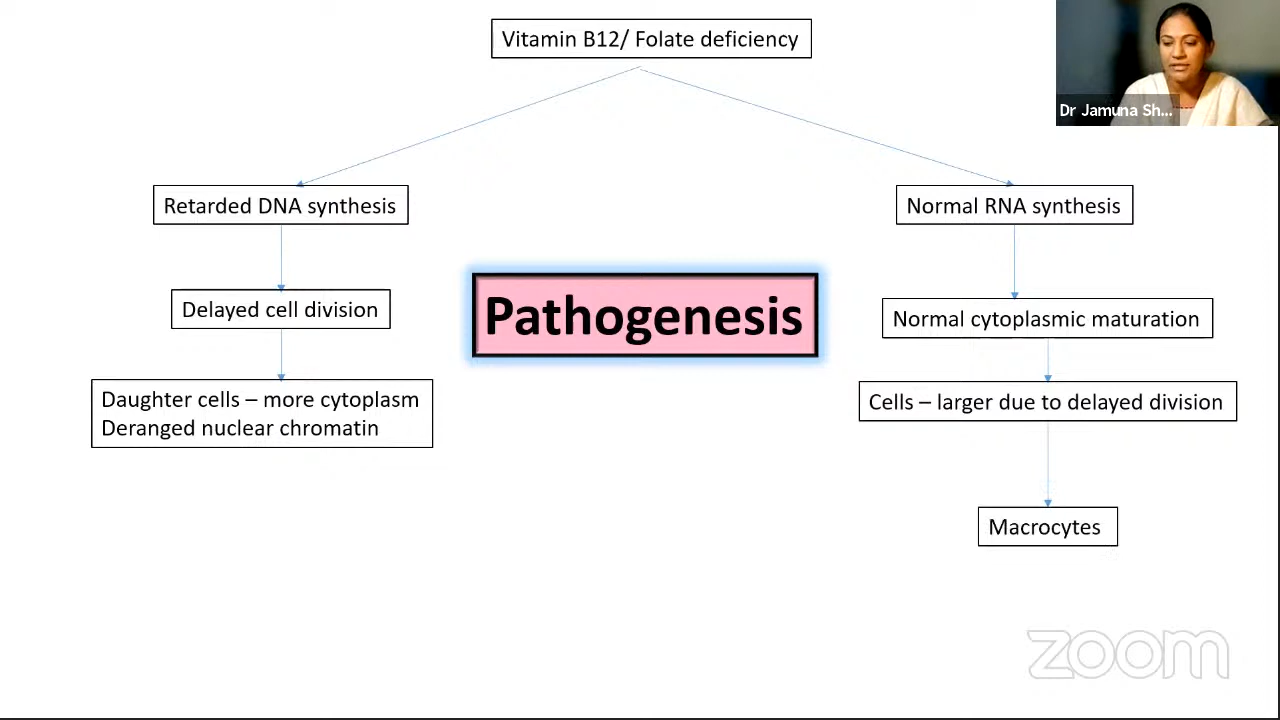 Vitamin B12/ Folate deficiency
Dr Jamuna Sh...
Retarded DNA synthesis
Normal RNA synthesis
Delayed cell division
Pathogenesis
Normal cytoplasmic maturation
Daughter cells – more cytoplasm
Deranged nuclear chromatin
Cells – larger due to delayed division
Macrocytes
zoom